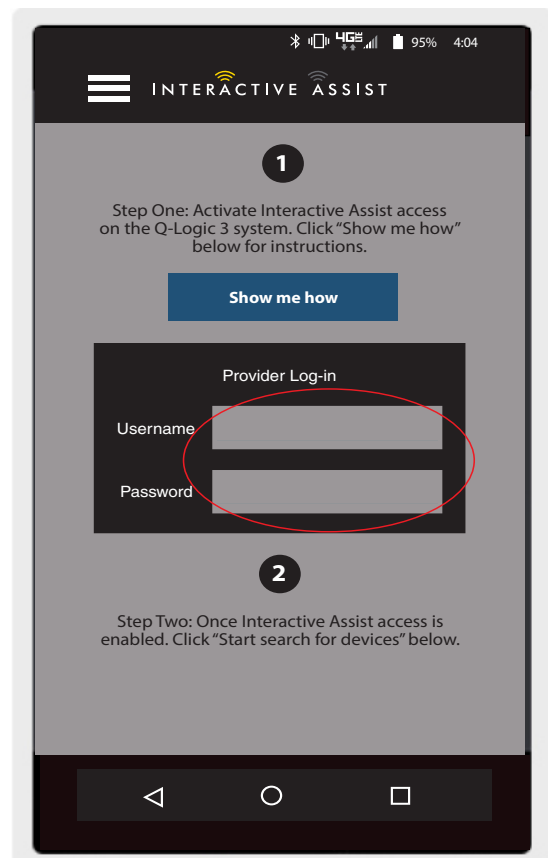 4G 95% 4:04
INTERACTIVE ASSIST
1
Step One: Activate Interactive Assist access
on the Q-Logic 3 system. Click “Show me how”
below for instructions.
Show me how
Provider Log-in
Username
Password
2
Step Two: Once Interactive Assist access is
enabled. Click “Start search for devices” below.